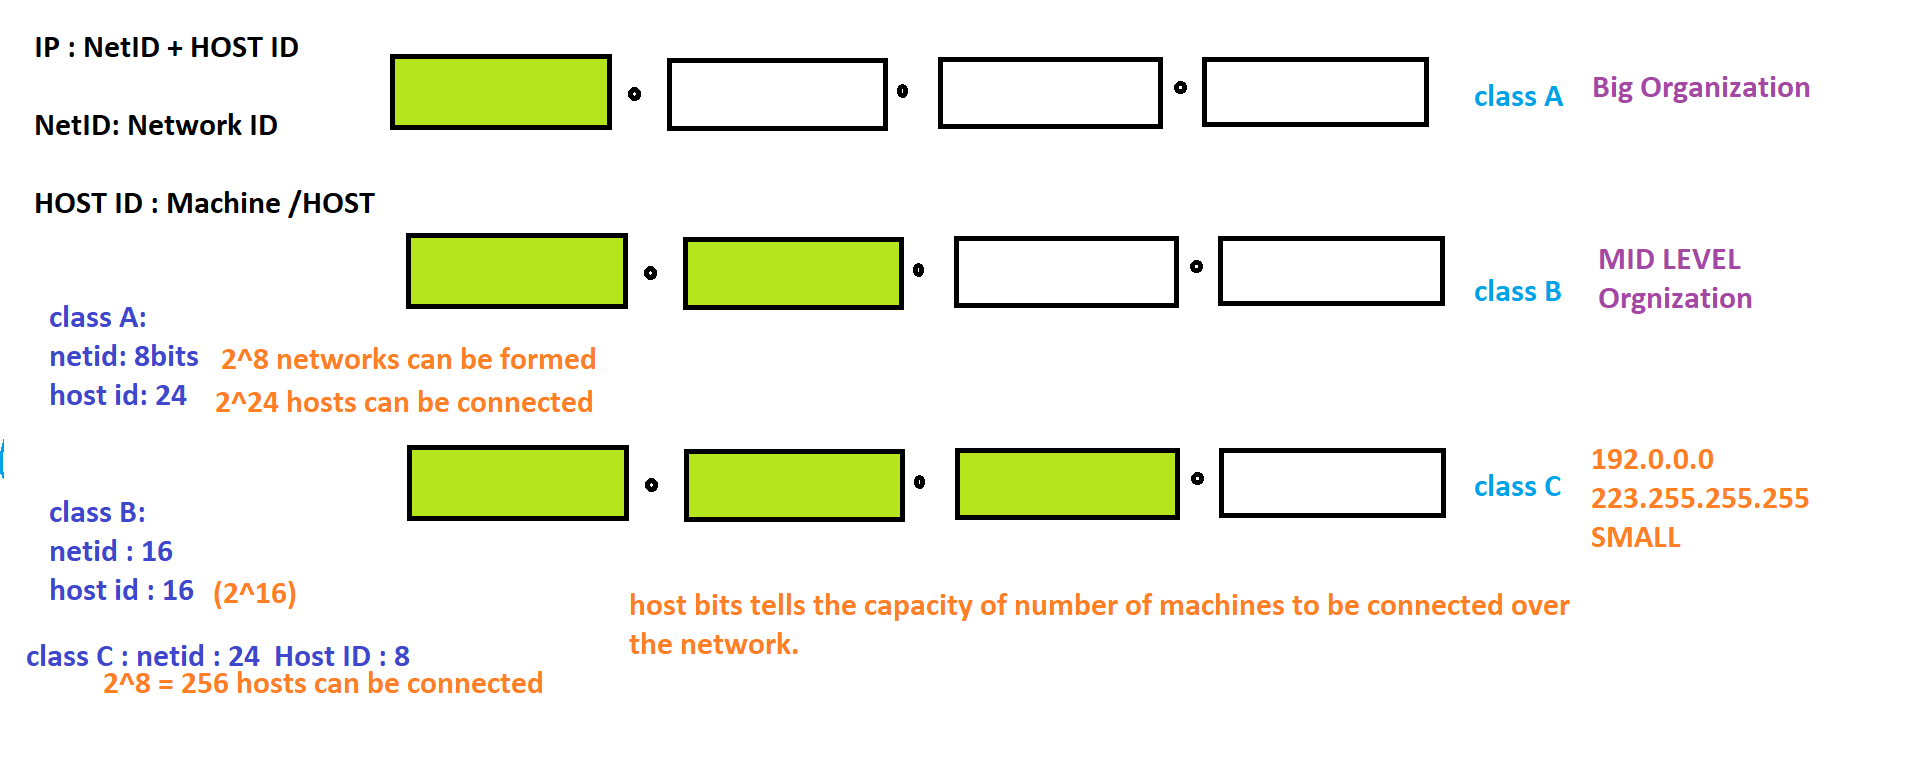 IP : NetID + HOST ID
class A
Big Organization
NetID: Network ID
HOST ID : Machine /HOST
class B
MID LEVEL
Orgnization
class A:
netid: 8bits 2^8 networks can be formed
host id: 24 2^24 hosts can be connected
class C
192.0.0.0
223.255.255.255
SMALL
class B:
netid : 16
host id : 16 (2^16)
host bits tells the capacity of number of machines to be connected over
the network.
class C : netid : 24 Host ID : 8
2^8 = 256 hosts can be connected